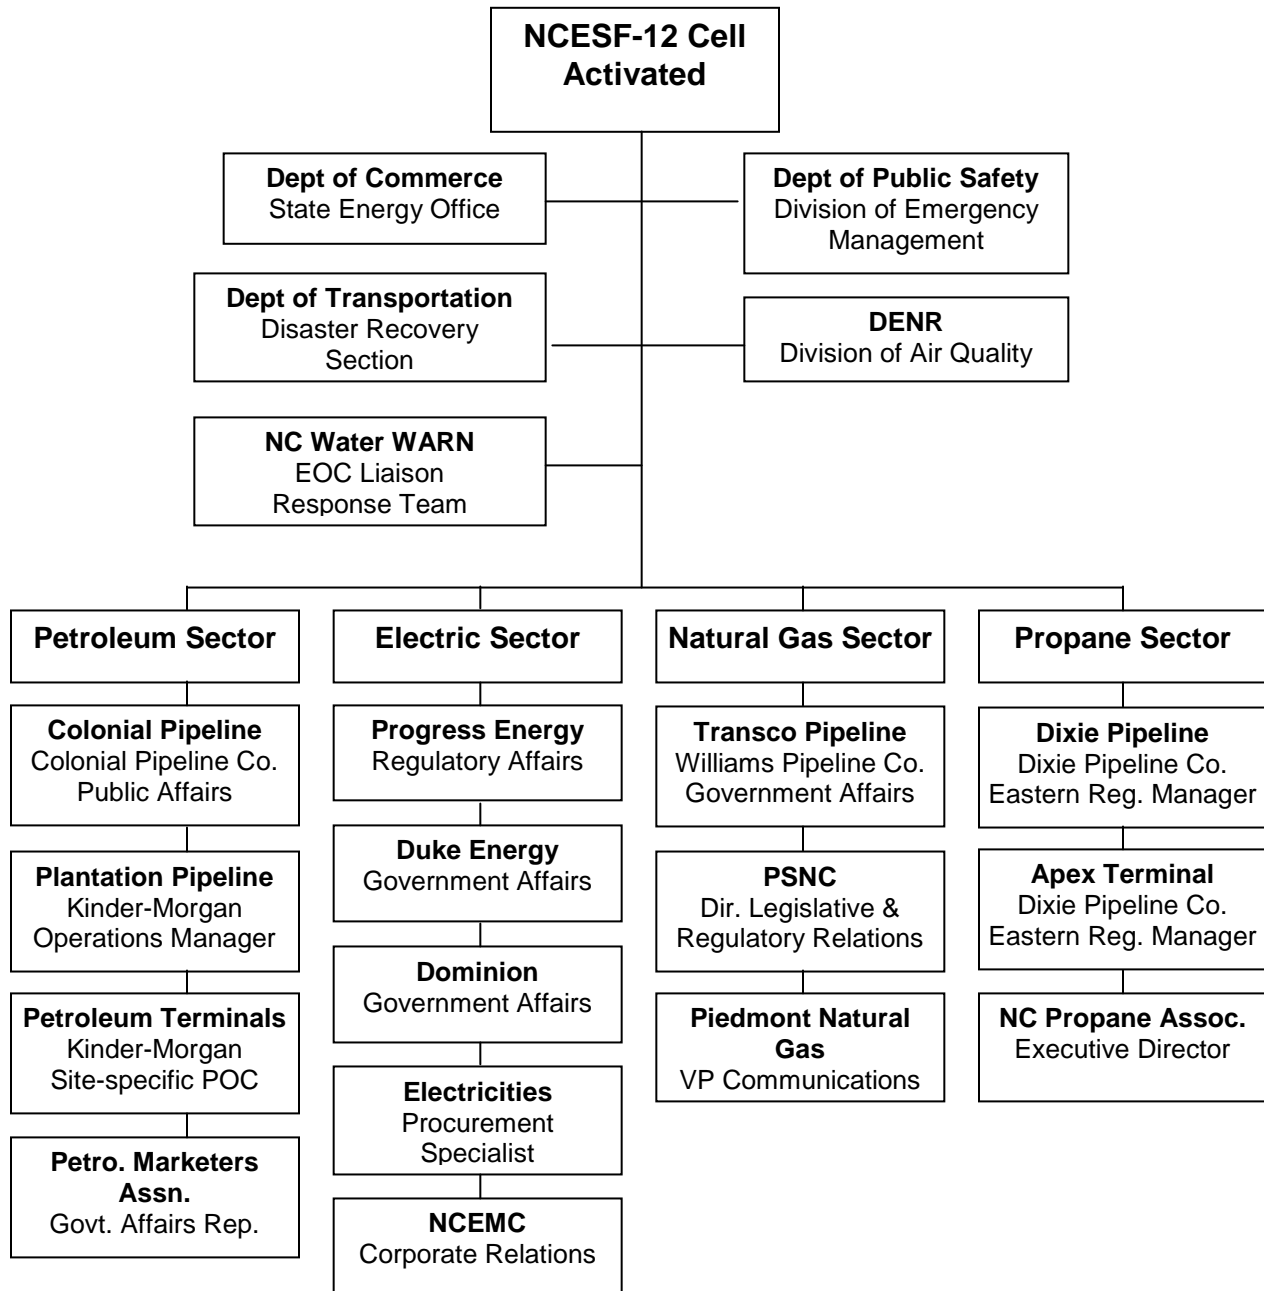 NCESF-12 Cell
Activated
Dept of Commerce
State Energy Office
Dept of Public Safety
Division of Emergency
Management
Dept of Transportation
Disaster Recovery
Section
DENR
Division of Air Quality
NC Water WARN
EOC Liaison
Response Team
Petroleum Sector
Electric Sector
Natural Gas Sector
Propane Sector
Colonial Pipeline
Colonial Pipeline Co.
Public Affairs
Progress Energy
Regulatory Affairs
Transco Pipeline
Williams Pipeline Co.
Government Affairs
Dixie Pipeline
Dixie Pipeline Co.
Eastern Reg. Manager
Plantation Pipeline
Kinder-Morgan
Operations Manager
Duke Energy
Government Affairs
PSNC
Dir. Legislative &
Regulatory Relations
Apex Terminal
Dixie Pipeline Co.
Eastern Reg. Manager
Petroleum Terminals
Kinder-Morgan
Site-specific POC
Dominion
Government Affairs
Piedmont Natural
Gas
VP Communications
NC Propane Assoc.
Executive Director
Electricities
Procurement
Specialist
Petro. Marketers
Assn.
Govt. Affairs Rep.
NCEMC
Corporate Relations